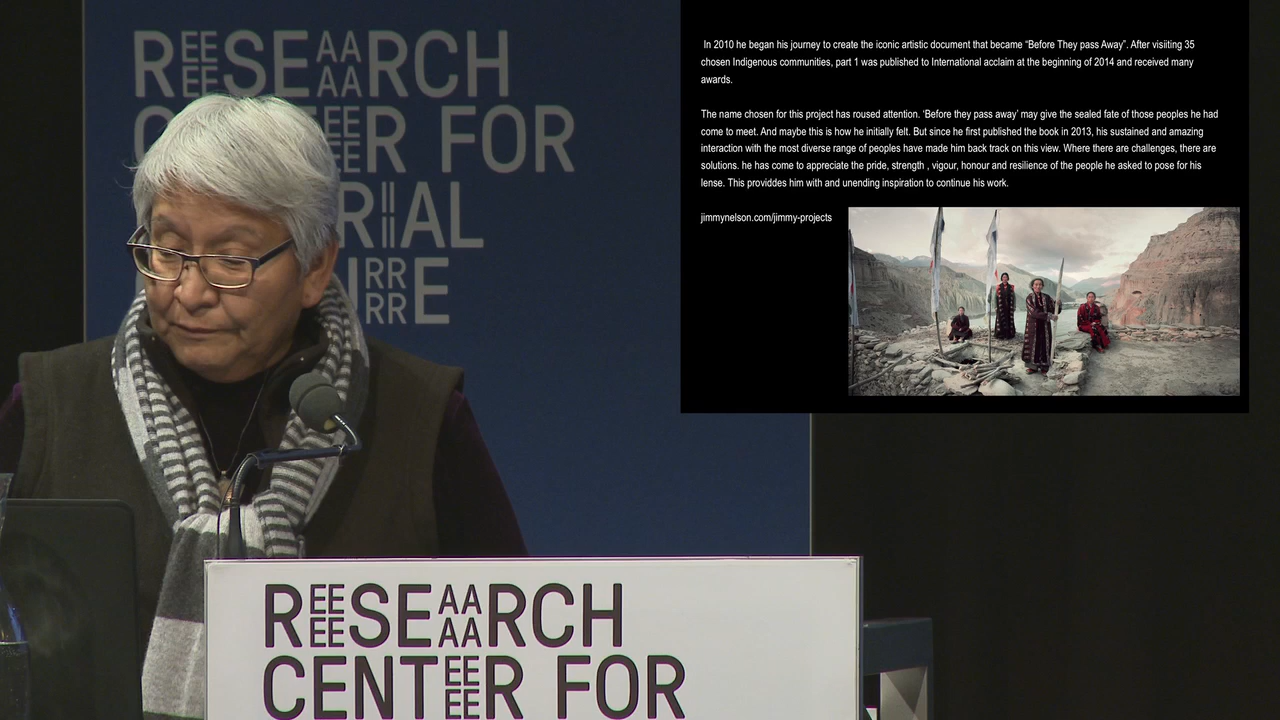 RESEARCH
FOR
RESEARCH
CENTER FOR
In 2010 he began his journey to create the iconic artistic document that became “Before They pass Away”. After visiiting 35
chosen Indigenous communities, part 1 was published to International acclaim at the beginning of 2014 and received many
awards.
The name chosen for this project has roused attention. ‘Before they pass away’ may give the sealed fate of those peoples he had
come to meet. And maybe this is how he initially felt. But since he first published the book in 2013, his sustained and amazing
interaction with the most diverse range of peoples have made him back track on this view. Where there are challenges, there are
solutions. he has come to appreciate the pride, strength , vigour, honour and resilience of the people he asked to pose for his
lense. This providdes him with and unending inspiration to continue his work.
jimmynelson.com/jimmy-projects